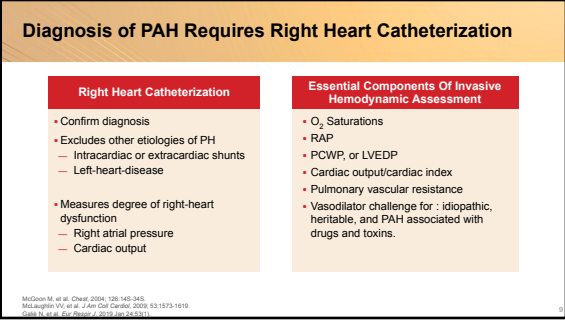 Diagnosis of PAH Requires Right Heart Catheterization
Right Heart Catheterization
▪ Confirm diagnosis
▪ Excludes other etiologies of PH
— Intracardiac or extracardiac shunts
— Left-heart-disease
▪ Measures degree of right-heart
dysfunction
— Right atrial pressure
— Cardiac output
Essential Components Of Invasive
Hemodynamic Assessment
▪ O2 Saturations
▪ RAP
▪ PCWP, or LVEDP
▪ Cardiac output/cardiac index
▪ Pulmonary vascular resistance
▪ Vasodilator challenge for : idiopathic,
heritable, and PAH associated with
drugs and toxins.
McGoon M, et al. Chest, 2004; 126:14S-34S.
McLaughlin VV, et al. J Am Coll Cardiol, 2009; 53:1573-1619.
Galiè N, et al. Eur Respir J. 2019 Jan 24;53(1).
9